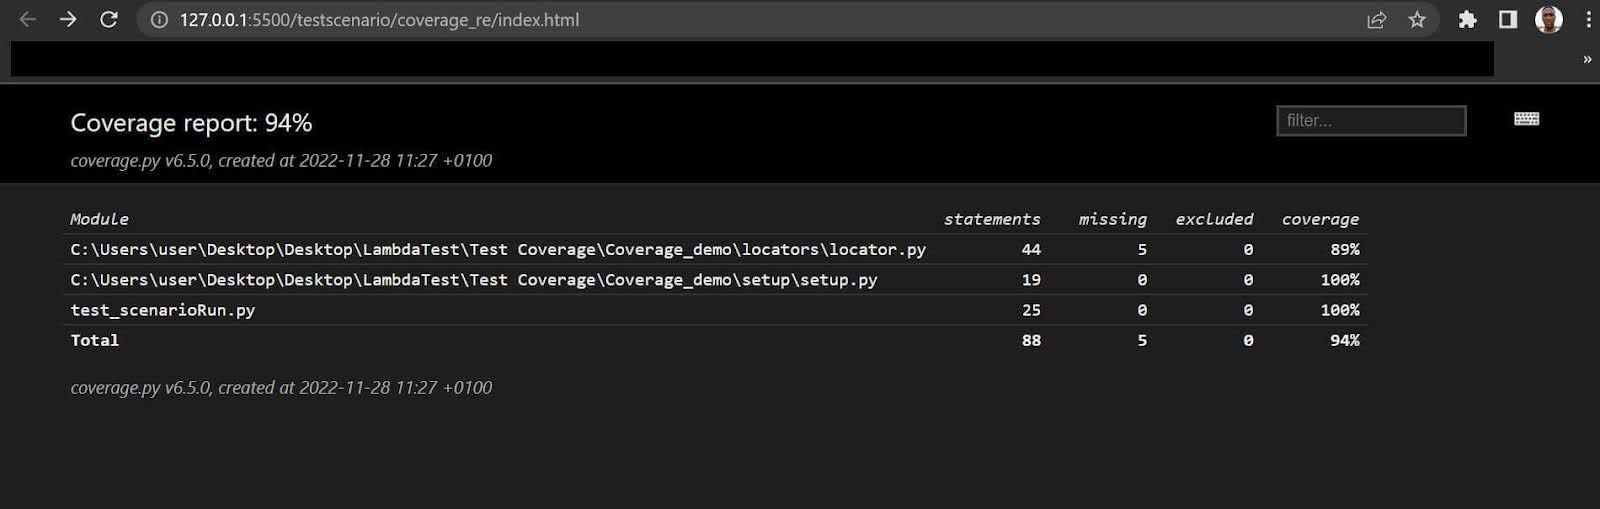 127.0.0.1:5500/testscenario/coverage_re/index.html
»
Coverage report: 94%
filter...
coverage.py v6.5.0, created at 2022-11-28 11:27 +0100
Module statements missing excluded coverage
C:\Users\user\Desktop\Desktop\LambdaTest\Test Coverage\Coverage_demo\locators\locator.py 44 5 0 89%
C:\Users\user\Desktop\Desktop\LambdaTest\Test Coverage\Coverage_demo\setup\setup.py 19 0 0 100%
test_scenarioRun.py 25 0 0 100%
Total 88 5 0 94%
coverage.py v6.5.0, created at 2022-11-28 11:27 +0100